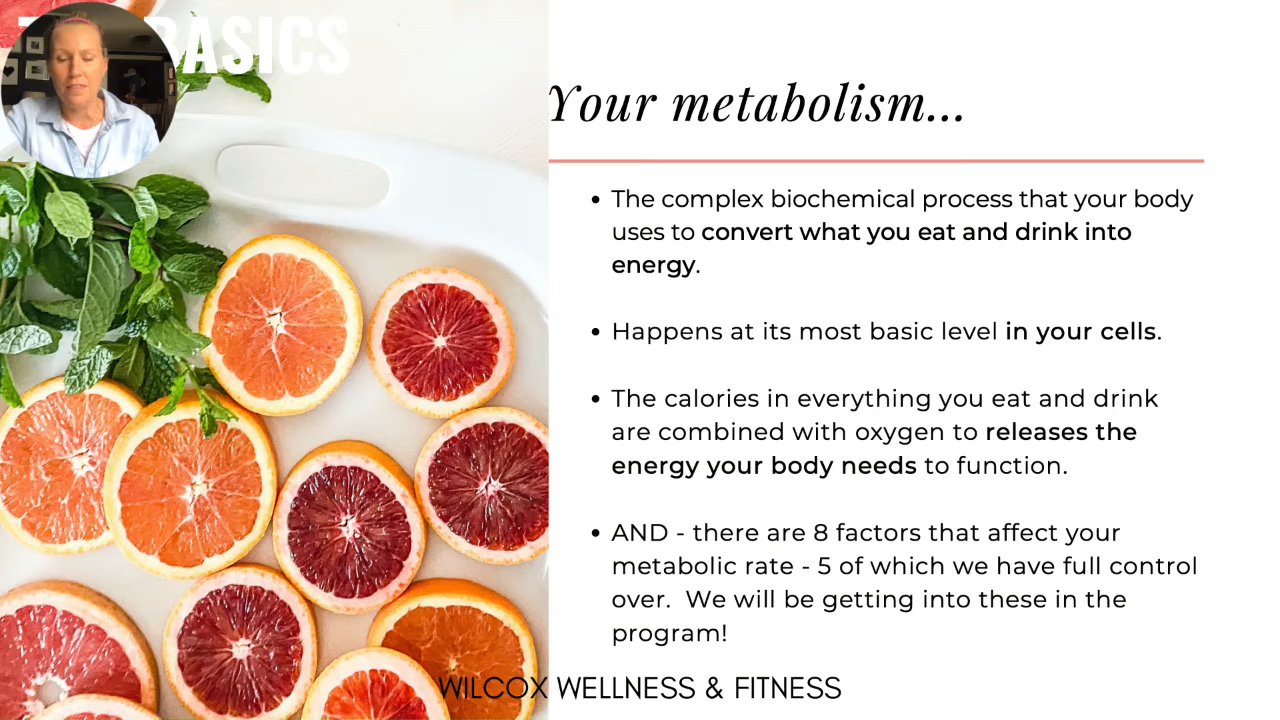 BASICS
Your metabolism...
• The complex biochemical process that your body
uses to convert what you eat and drink into
energy.
• Happens at its most basic level in your cells.
• The calories in everything you eat and drink
are combined with oxygen to releases the
energy your body needs to function.
• AND - there are 8 factors that affect your
metabolic rate - 5 of which we have full control
over. We will be getting into these in the
program!
WILCOX WELLNESS & FITNESS